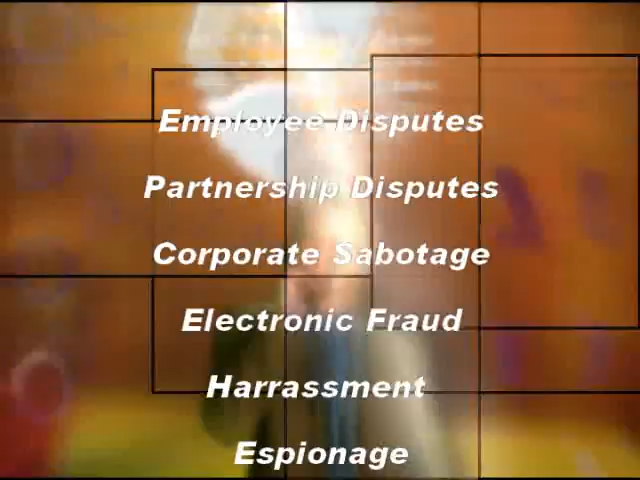 Employee Disputes
Partnership Disputes
Corporate Sabotage
Electronic Fraud
Harrassment
Espionage